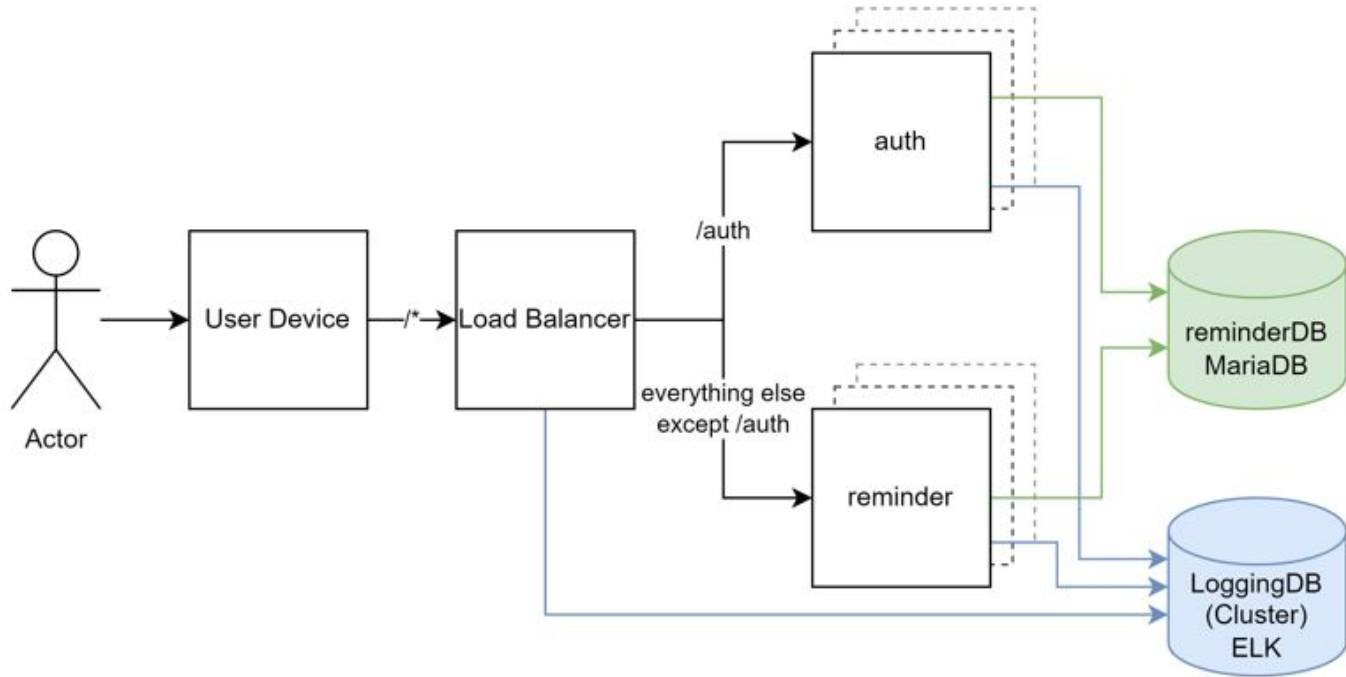 auth
/auth
User Device
/*
Load Balancer
reminderDB
MariaDB
everything else
except /auth
Actor
reminder
LoggingDB
(Cluster)
ELK